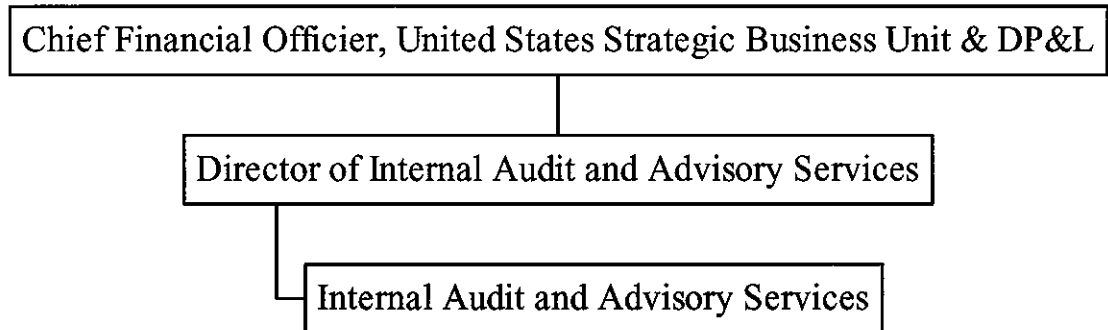 Chief Financial Officier, United States Strategic Business Unit & DP&L
Director of Internal Audit and Advisory Services
Internal Audit and Advisory Services